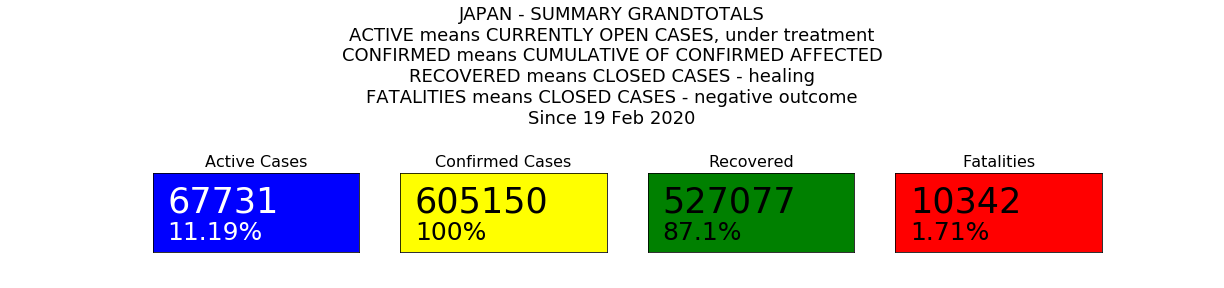 JAPAN - SUMMARY GRANDTOTALS
ACTIVE means CURRENTLY OPEN CASES, under treatment
CONFIRMED means CUMULATIVE OF CONFIRMED AFFECTED
RECOVERED means CLOSED CASES - healing
FATALITIES means CLOSED CASES - negative outcome
Since 19 Feb 2020
Active Cases
67731
11.19%
Confirmed Cases
605150
100%
Recovered
527077
87.1%
Fatalities
10342
1.71%